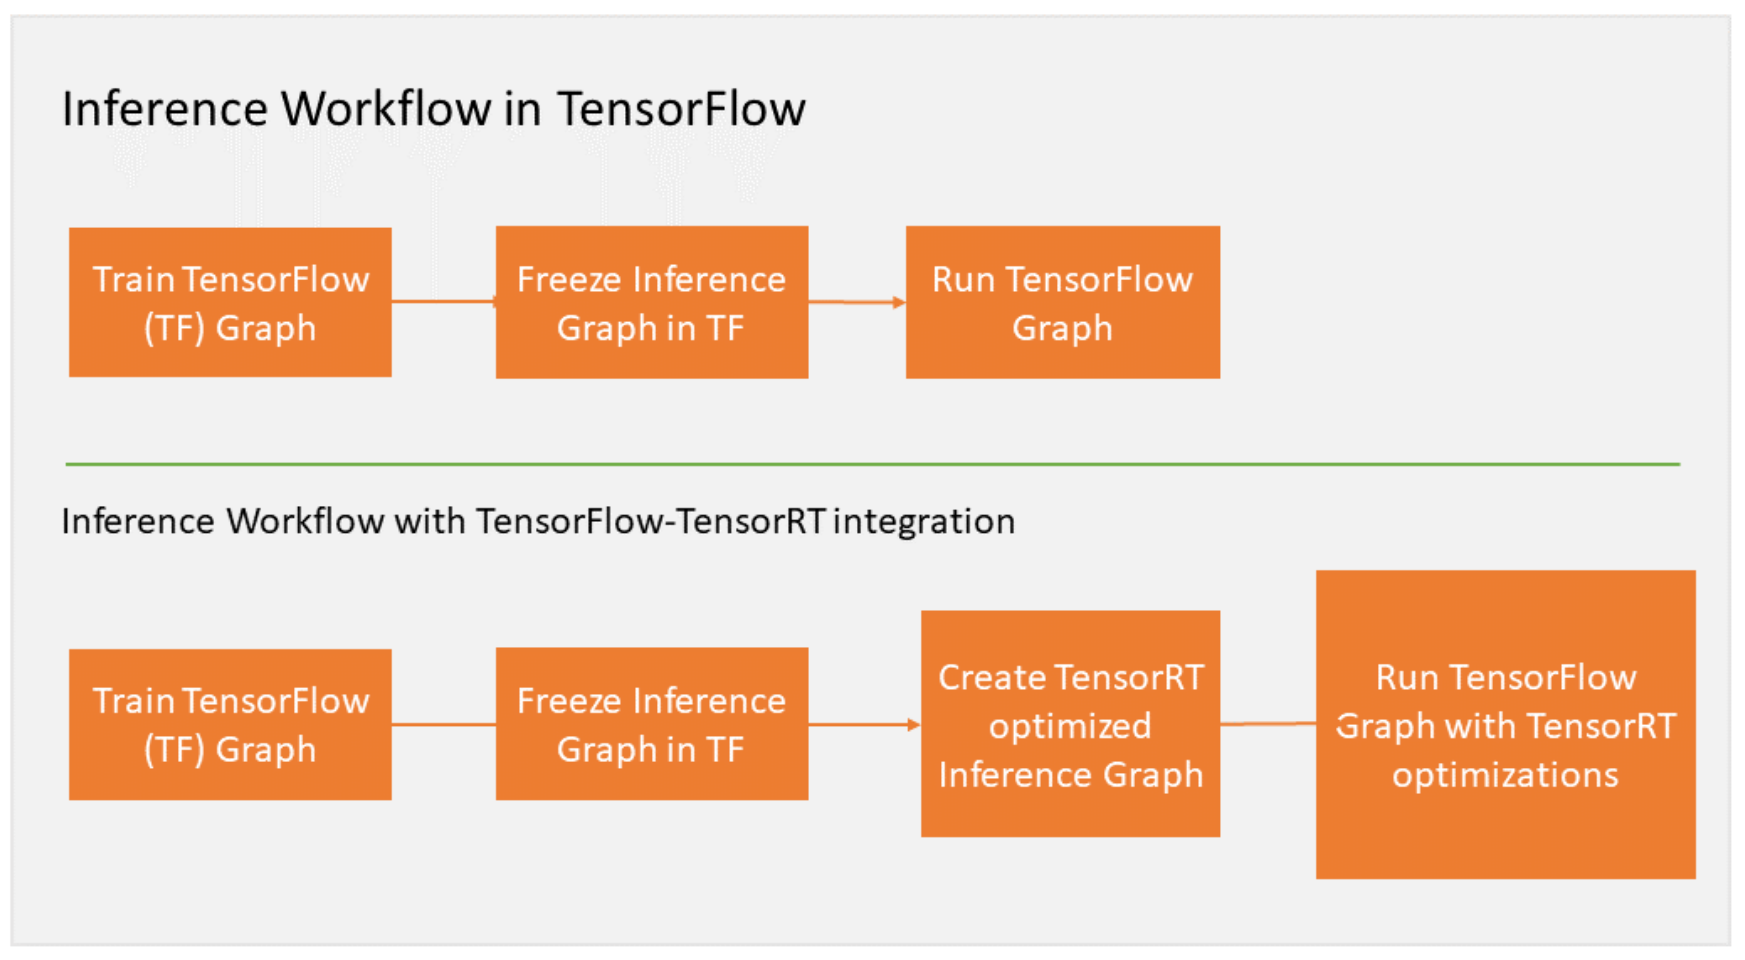 Inference Workflow in TensorFlow
Train TensorFlow
(TF) Graph
Freeze Inference
Graph in TF
Run TensorFlow
Graph
Inference Workflow with TensorFlow-TensorRT integration
Train TensorFlow
(TF) Graph
Freeze Inference
Graph in TF
Create TensorRT
optimized
Inference Graph
Run TensorFlow
Graph with TensorRT
optimizations